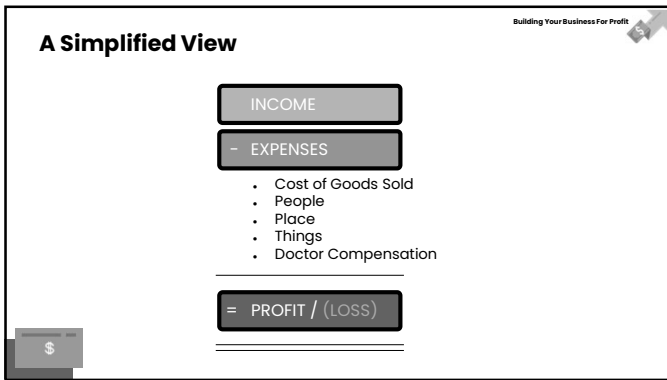 Building Your Business For Profit
$
A Simplified View
INCOME
- EXPENSES
• Cost of Goods Sold
• People
• Place
• Things
• Doctor Compensation
= PROFIT / (LOSS)
$